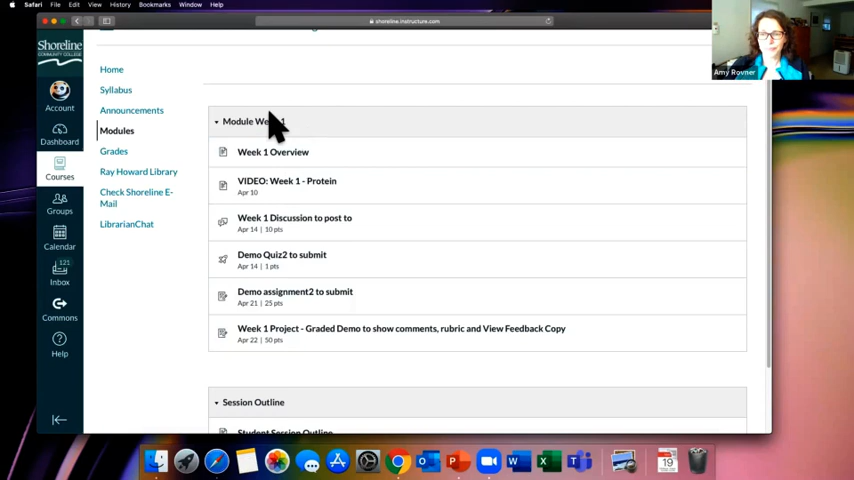 Safari File Edit View History Bookmarks Window Help
shoreline.instructure.com
Amy Rovner
Shoreline
COMMUNITY COLLEGE
Account
Dashboard
Courses
Groups
Calendar
121
Inbox
Commons
Help
Home
Syllabus
Announcements
Modules
Grades
Ray Howard Library
Check Shoreline E-
Mail
LibrarianChat
Module We 1
Week 1 Overview
VIDEO: Week 1 - Protein
Apr 10
Week 1 Discussion to post to
Apr 14 | 10 pts
Demo Quiz2 to submit
Apr 14 | 1 pts
Demo assignment2 to submit
Apr 21 | 25 pts
Week 1 Project - Graded Demo to show comments, rubric and View Feedback Copy
Apr 22 | 50 pts
Session Outline
Student Session Outline
19